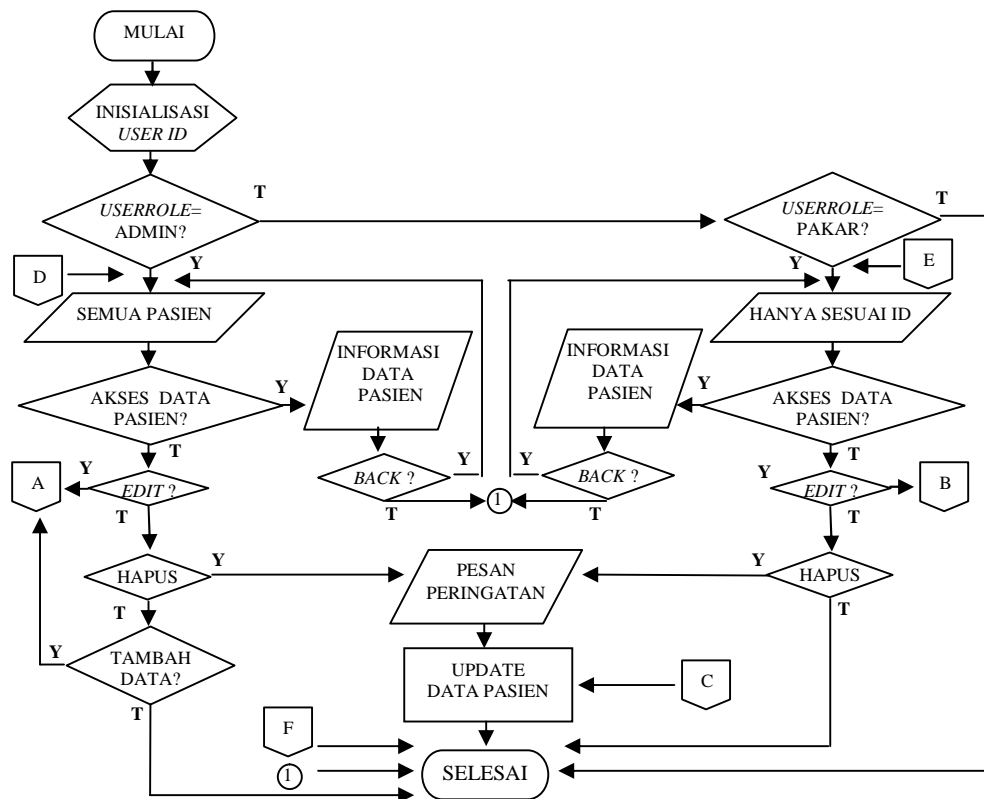 MULAI
INISIALISASI
USER ID
T
T
USERROLE=
ADMIN?
USERROLE=
PAKAR?
D
Y
Y
E
SEMUA PASIEN
HANYA SESUAI ID
INFORMASI
DATA
PASIEN
INFORMASI
DATA
PASIEN
AKSES DATA
PASIEN?
Y
Y
AKSES DATA
PASIEN?
T
T
A
Y
EDIT ?
BACK ?
Y
Y
BACK ?
Y
EDIT ?
B
T
T
1
T
T
HAPUS
Y
PESAN
PERINGATAN
Y
HAPUS
T
T
Y
TAMBAH
DATA?
UPDATE
DATA PASIEN
C
T
F
1
SELESAI